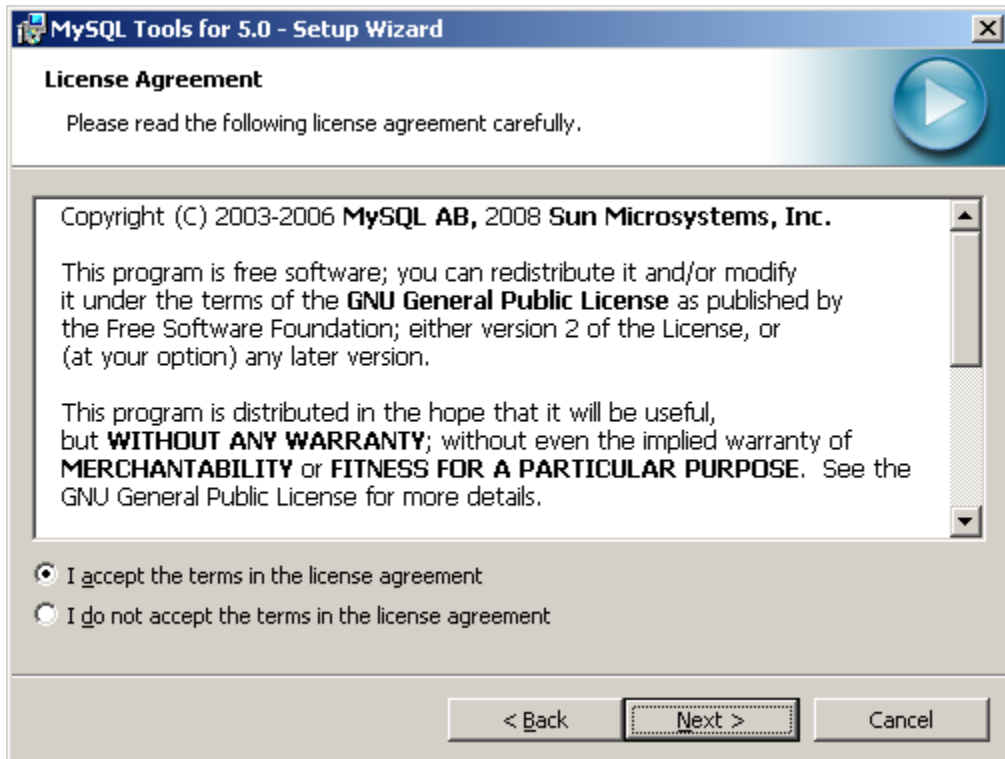 MySQL Tools for 5.0 - Setup Wizard
License Agreement
Please read the following license agreement carefully.
Copyright (C) 2003-2006 MySQL AB, 2008 Sun Microsystems, Inc.
This program is free software; you can redistribute it and/or modify
it under the terms of the GNU General Public License as published by
the Free Software Foundation; either version 2 of the License, or
(at your option) any later version.
This program is distributed in the hope that it will be useful,
but WITHOUT ANY WARRANTY; without even the implied warranty of
MERCHANTABILITY or FITNESS FOR A PARTICULAR PURPOSE.  See the
GNU General Public License for more details.
I accept the terms in the license agreement
I do not accept the terms in the license agreement
< Back
Next >
Cancel